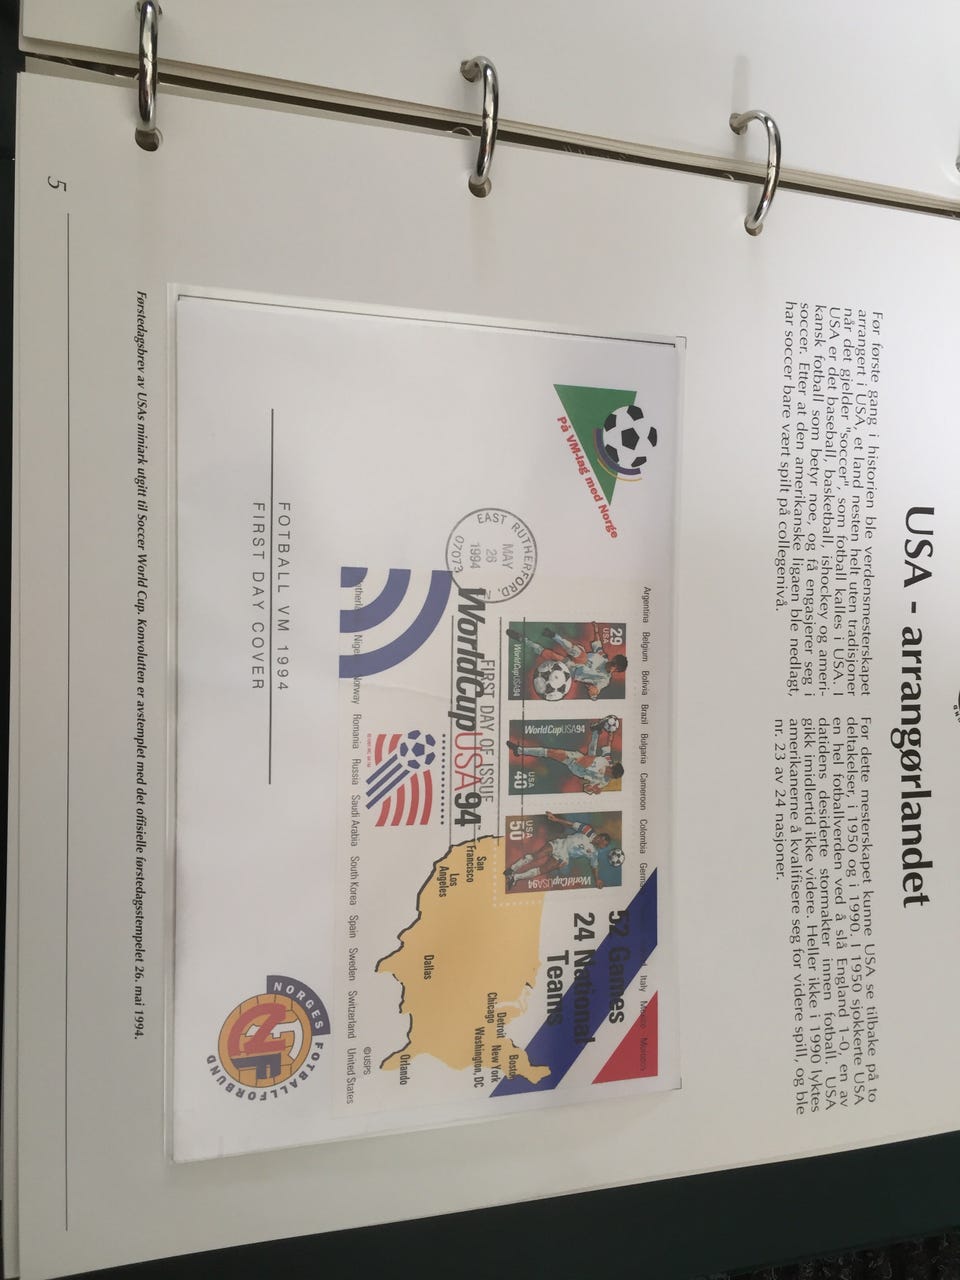 USA - arrangørlandet
For første gang i historien ble verdensmesterskapet
arrangert i USA, et land nesten helt uten tradisjoner
når det gjelder "soccer", som fotball kalles i USA. I
USA er det baseball, basketball, ishockey og ameri-
kansk fotball som betyr noe, og få engasjerer seg i
soccer. Etter at den amerikanske ligaen ble nedlagt,
har soccer bare vært spilt på collegenivå.
Før dette mesterskapet kunne USA se tilbake på to
deltakelser, i 1950 og i 1990. I 1950 sjokkerte USA
en hel fotballverden ved å slå England 1-0, en av
datidens desiderte stormakter innen fotball. USA
gikk imidlertid ikke videre. Heller ikke i 1990 lyktes
amerikanerne å kvalifisere seg for videre spill, og ble
nr. 23 av 24 nasjoner.
På VM-lag med Norge
EAST RUTHERFORD,
MAY
26
1994
07073
Argentina Belgium Bolivia Brazil Bulgaria Cameroon Colombia Italy Morocco
29
USA
WorldCupUSA94
WorldCupUSA94
USA
40
USA
50
WorldCupUSA94
52 Games
24 National
Teams
FIRST DAY OF ISSUE
WorldCupUSA94
San
Francisco
Los
Angeles
Dallas
Detroit
Chicago
Boston
New York
Washington, DC
Orlando
Norway Romania Russia Saudi Arabia South Korea Spain Sweden Switzerland United States
©USPS
FOTBALL VM 1994
FIRST DAY COVER
NORGES FOTBALLFORBUND
NFF
Førstedagsbrev av USAs miniark utgitt til Soccer World Cup. Konvolutten er avstemplet med det offisielle førstedagsstempelet 26. mai 1994.
5